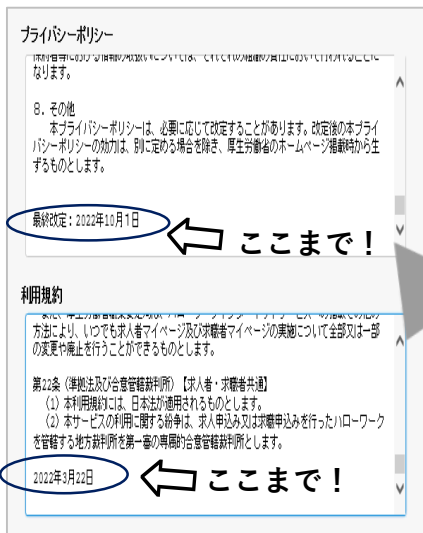 プライバシーポリシー
なります。
8. その他
本プライバシーポリシーは、必要に応じて改定することがあります。改定後の本プライ
バシーポリシーの効力は、別に定める場合を除き、厚生労働省のホームページ掲載時から生
ずるものとします。
最終改定：2022年10月1日
ここまで！
利用規約
方法により、いつでも求人者マイページ及び求職者マイページの実施について全部又は一部
の変更や廃止を行うことができるものとします。
第22条（準拠法及び合意管轄裁判所）【求人者・求職者共通】
（1）本利用規約には、日本法が適用されるものとします。
（2）本サービスの利用に関する紛争は、求人申込み又は求職申込みを行ったハローワーク
を管轄する地方裁判所を第一審の専属的合意管轄裁判所とします。
2022年3月22日
ここまで！